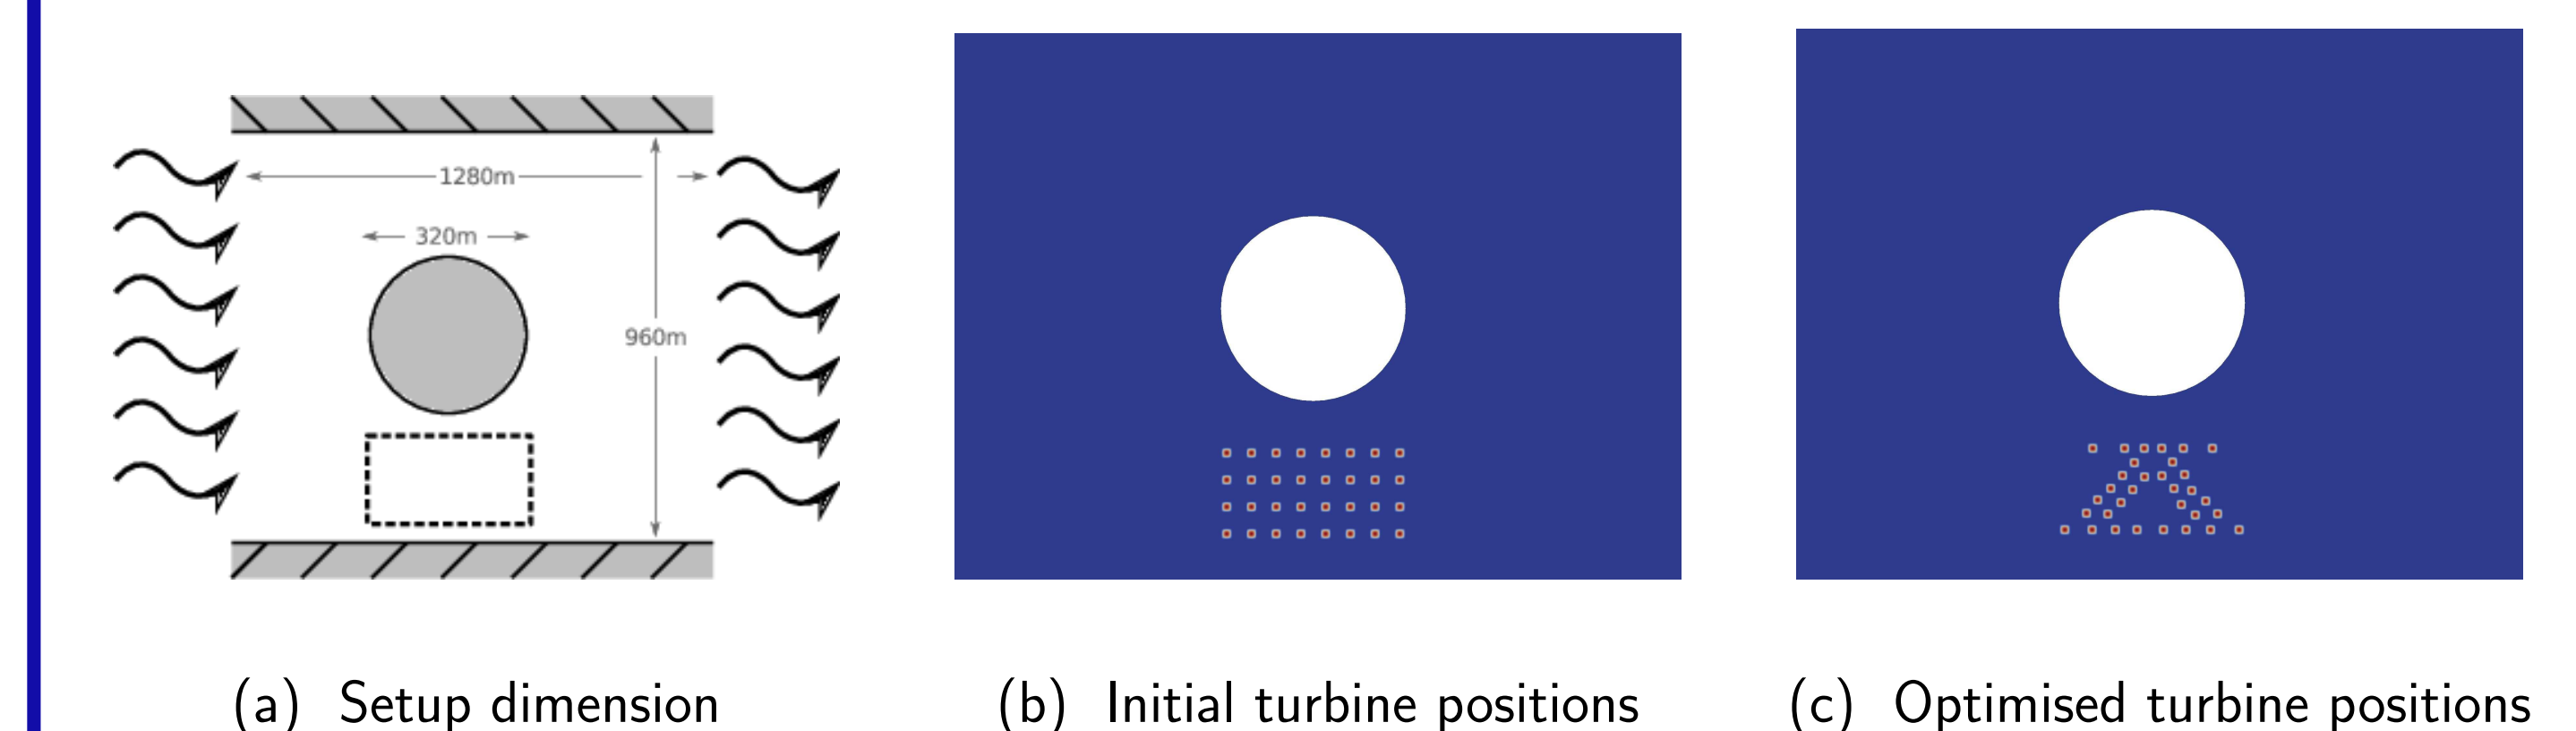 1280m
320m
960m
(a) Setup dimension
(b) Initial turbine positions
(c) Optimised turbine positions